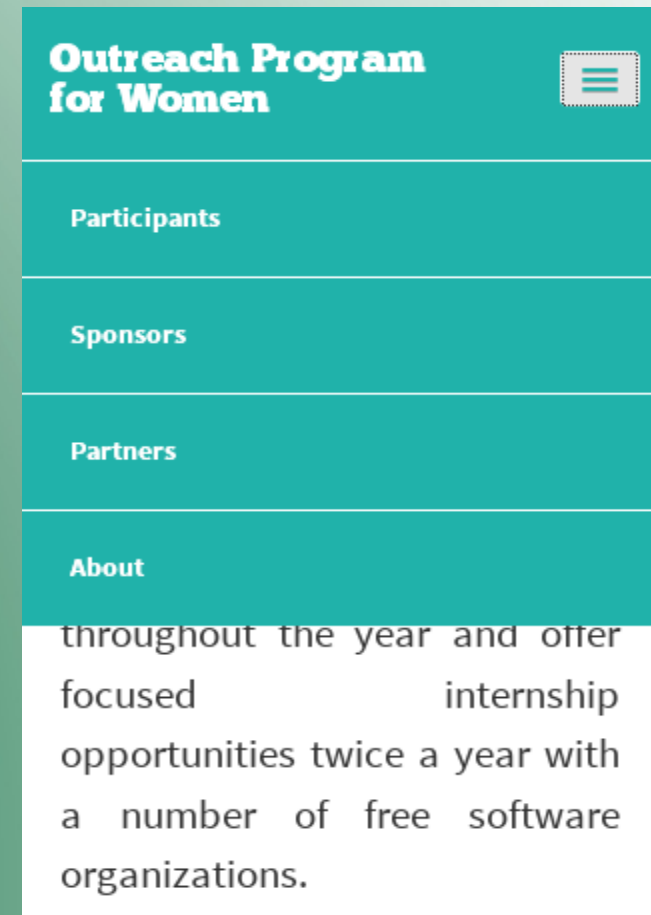 Outreach Program
for Women
Participants
Sponsors
Partners
About
throughout the year and offer
focused internship
opportunities twice a year with
a number of free software
organizations.